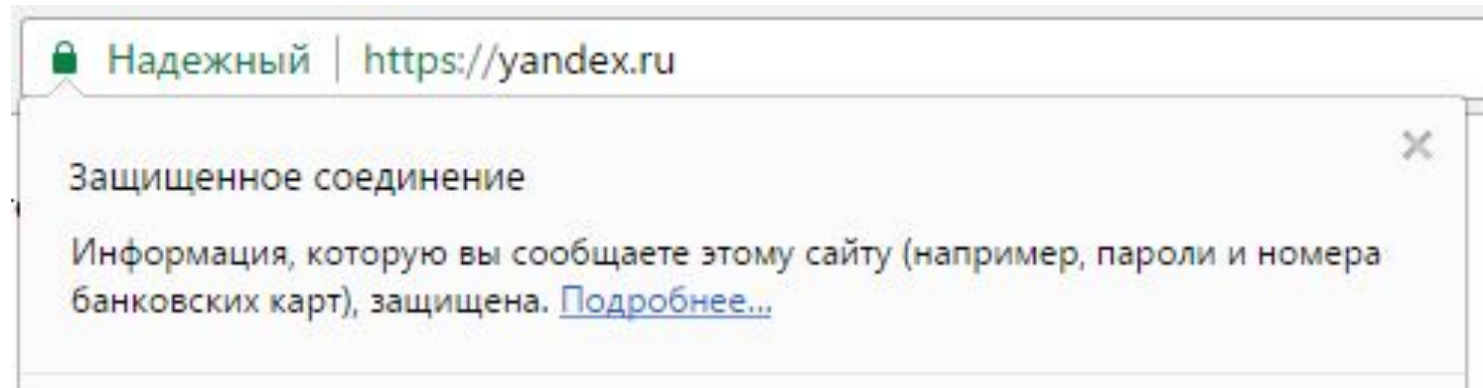 Надежный | https://yandex.ru
Защищенное соединение
Информация, которую вы сообщаете этому сайту (например, пароли и номера
банковских карт), защищена. Подробнее...